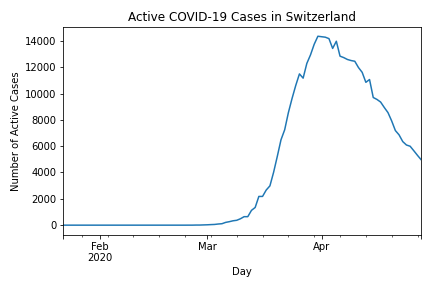 Active COVID-19 Cases in Switzerland
Number of Active Cases
14000
12000
10000
8000
6000
4000
2000
0
Feb
2020
Mar
Apr
Day